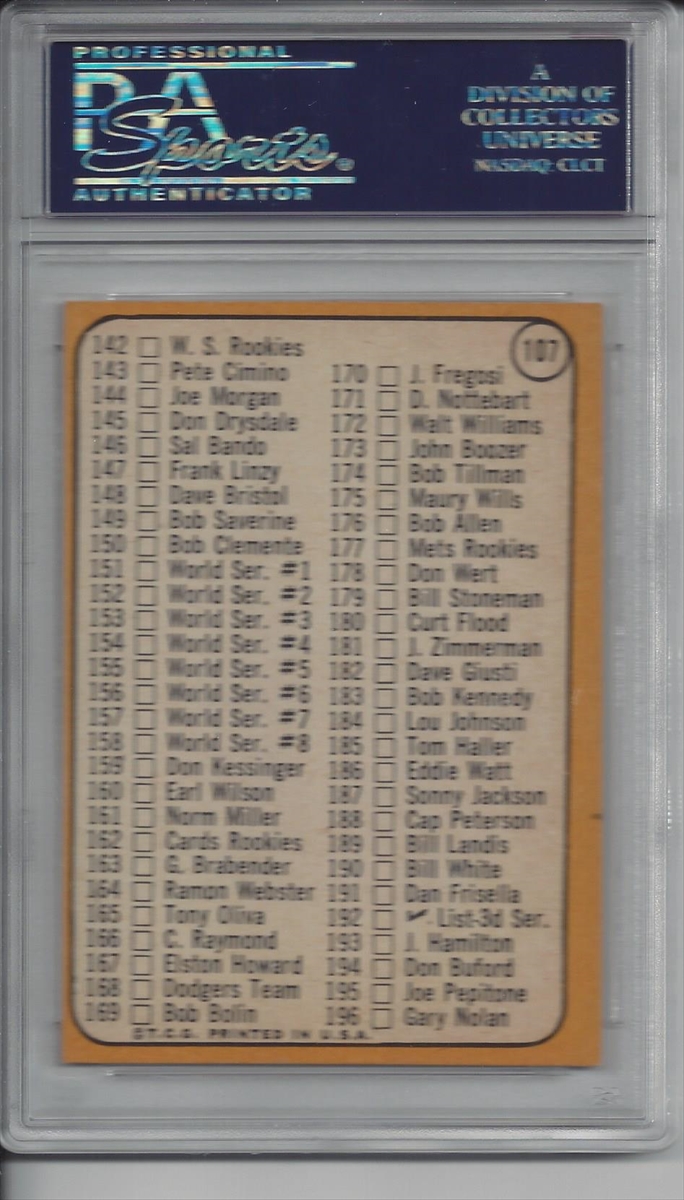 PROFESSIONAL
PSA
Sports
AUTHENTICATOR
A
DIVISION OF
COLLECTORS
UNIVERSE
NASDAQ: CLCT
107
142 W. S. Rookies
143 Pete Cimino
144 Joe Morgan
145 Don Drysdale
146 Sal Bando
147 Frank Linzy
148 Dave Bristol
149 Bob Saverine
150 Bob Clemente
151 World Ser. #1
152 World Ser. #2
153 World Ser. #3
154 World Ser. #4
155 World Ser. #5
156 World Ser. #6
157 World Ser. #7
158 World Ser. #8
159 Don Kessinger
160 Earl Wilson
161 Norm Miller
162 Cards Rookies
163 G. Brabender
164 Ramon Webster
165 Tony Oliva
166 C. Raymond
167 Elston Howard
168 Dodgers Team
169 Bob Bolin
170 J. Fregosi
171 D. Nottebart
172 Walt Williams
173 John Boozer
174 Bob Tillman
175 Maury Wills
176 Bob Allen
177 Mets Rookies
178 Don Wert
179 Bill Stoneman
180 Curt Flood
181 J. Zimmerman
182 Dave Giusti
183 Bob Kennedy
184 Lou Johnson
185 Tom Haller
186 Eddie Watt
187 Sonny Jackson
188 Cap Peterson
189 Bill Landis
190 Bill White
191 Dan Frisella
192 ✔ List-3d Ser.
193 J. Hamilton
194 Don Buford
195 Joe Pepitone
196 Gary Nolan
©T.C.G. PRINTED IN U.S.A.